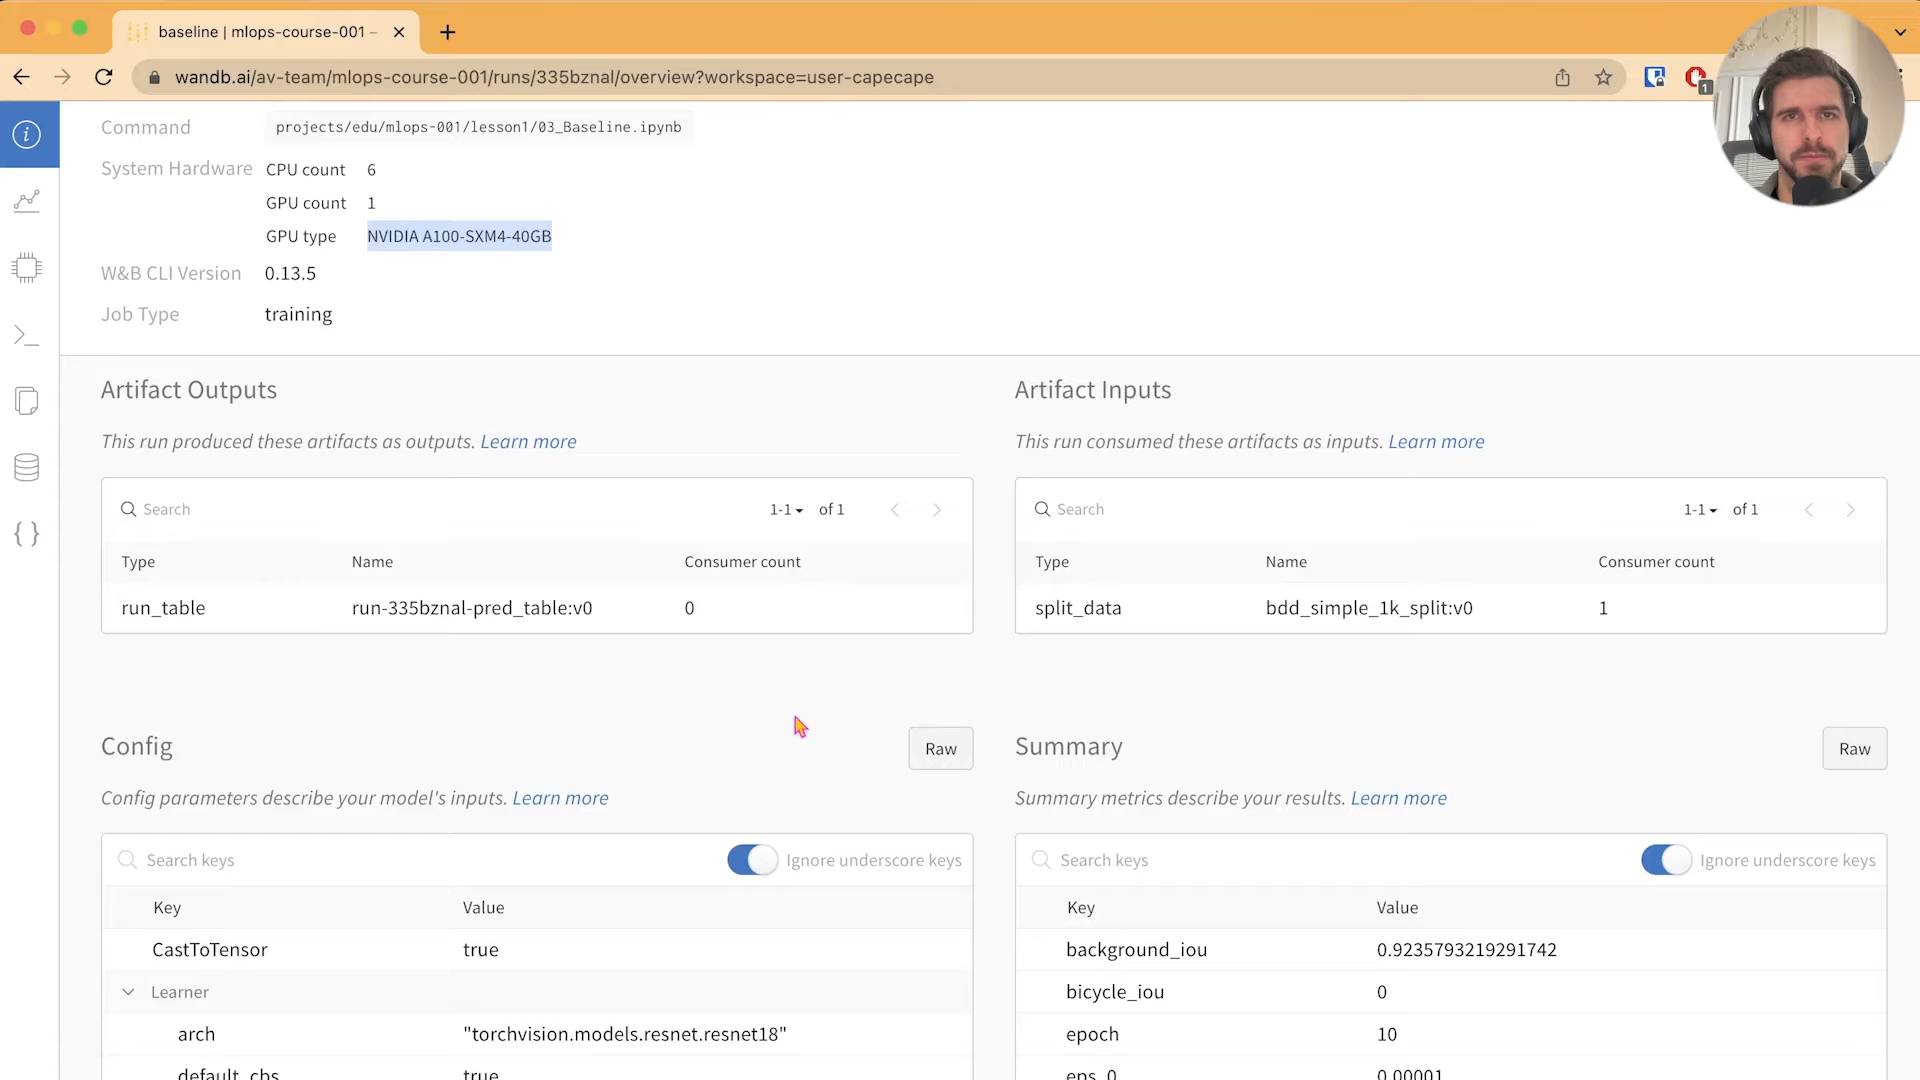 baseline | mlops-course-001 –
wandb.ai/av-team/mlops-course-001/runs/335bznal/overview?workspace=user-capecape
1
Command projects/edu/mlops-001/lesson1/03_Baseline.ipynb
System Hardware CPU count 6
GPU count 1
GPU type NVIDIA A100-SXM4-40GB
W&B CLI Version 0.13.5
Job Type training
Artifact Outputs
This run produced these artifacts as outputs. Learn more
Search 1-1 of 1
Type Name Consumer count
run_table run-335bznal-pred_table:v0 0
Artifact Inputs
This run consumed these artifacts as inputs. Learn more
Search 1-1 of 1
Type Name Consumer count
split_data bdd_simple_1k_split:v0 1
Config Raw
Config parameters describe your model's inputs. Learn more
Search keys Ignore underscore keys
Key Value
CastToTensor true
Learner
arch "torchvision.models.resnet.resnet18"
default_cbs true
Summary Raw
Summary metrics describe your results. Learn more
Search keys Ignore underscore keys
Key Value
background_iou 0.9235793219291742
bicycle_iou 0
epoch 10
eps_0 0.00001